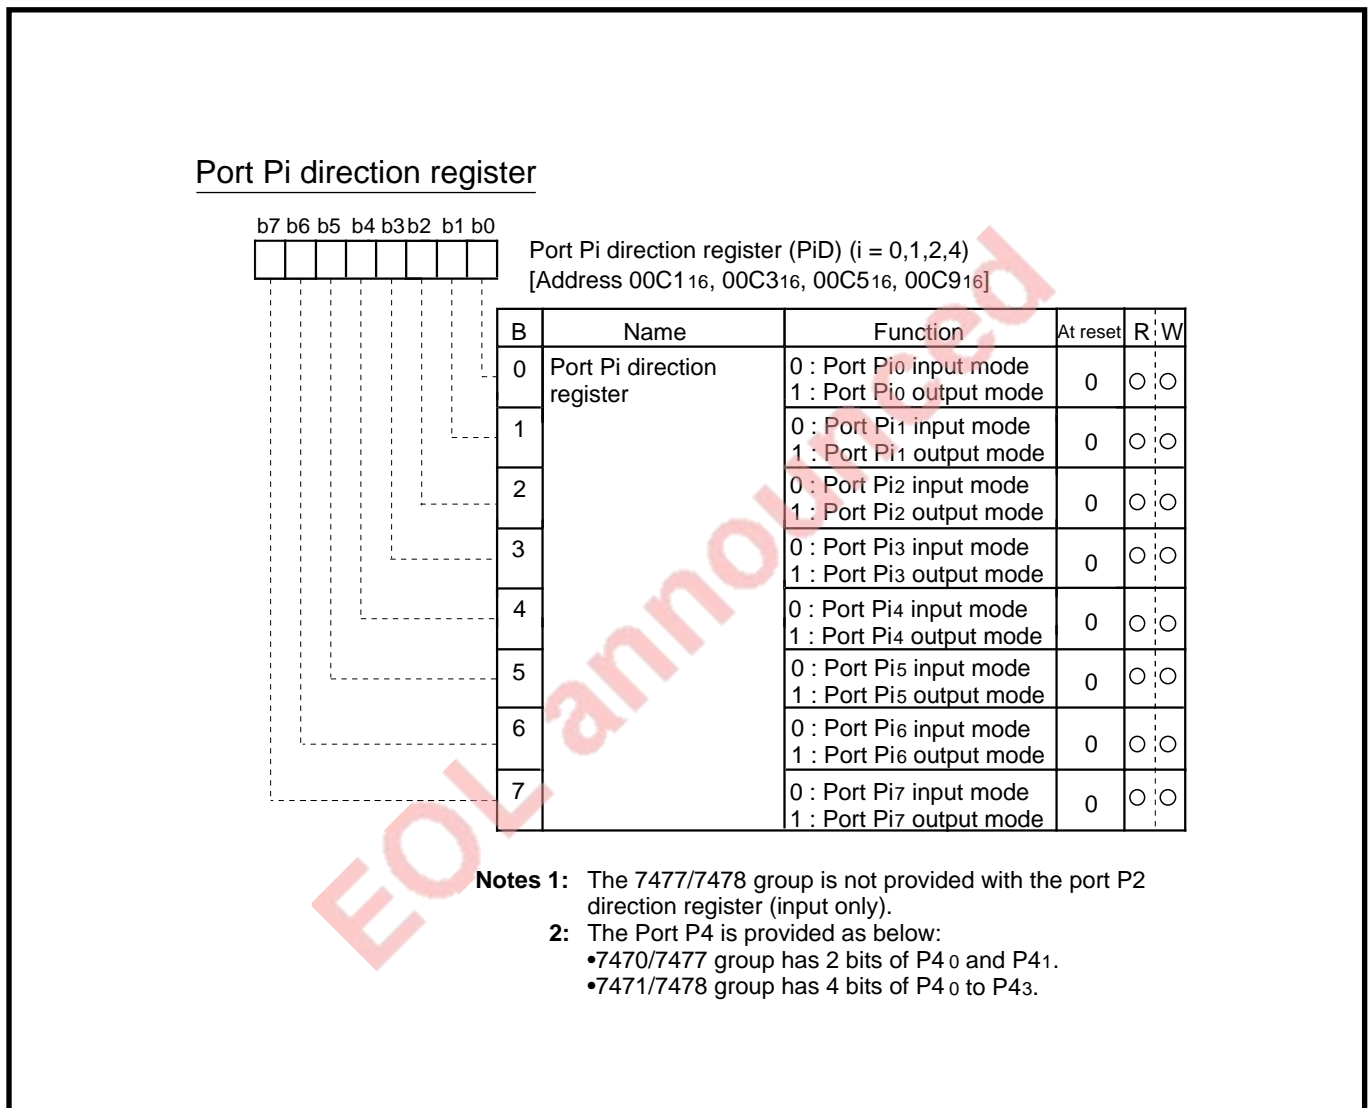 Port Pi direction register
b7 b6 b5 b4 b3 b2 b1 b0
Port Pi direction register (PiD) (i = 0,1,2,4)
[Address 00C116, 00C316, 00C516, 00C916]
B Name Function At reset R W
0 Port Pi direction register 0 : Port Pi0 input mode
1 : Port Pi0 output mode 0 ○ ○
1 0 : Port Pi1 input mode
1 : Port Pi1 output mode 0 ○ ○
2 0 : Port Pi2 input mode
1 : Port Pi2 output mode 0 ○ ○
3 0 : Port Pi3 input mode
1 : Port Pi3 output mode 0 ○ ○
4 0 : Port Pi4 input mode
1 : Port Pi4 output mode 0 ○ ○
5 0 : Port Pi5 input mode
1 : Port Pi5 output mode 0 ○ ○
6 0 : Port Pi6 input mode
1 : Port Pi6 output mode 0 ○ ○
7 0 : Port Pi7 input mode
1 : Port Pi7 output mode 0 ○ ○
Notes 1: The 7477/7478 group is not provided with the port P2
direction register (input only).
2: The Port P4 is provided as below:
•7470/7477 group has 2 bits of P40 and P41.
•7471/7478 group has 4 bits of P40 to P43.
EOL announced